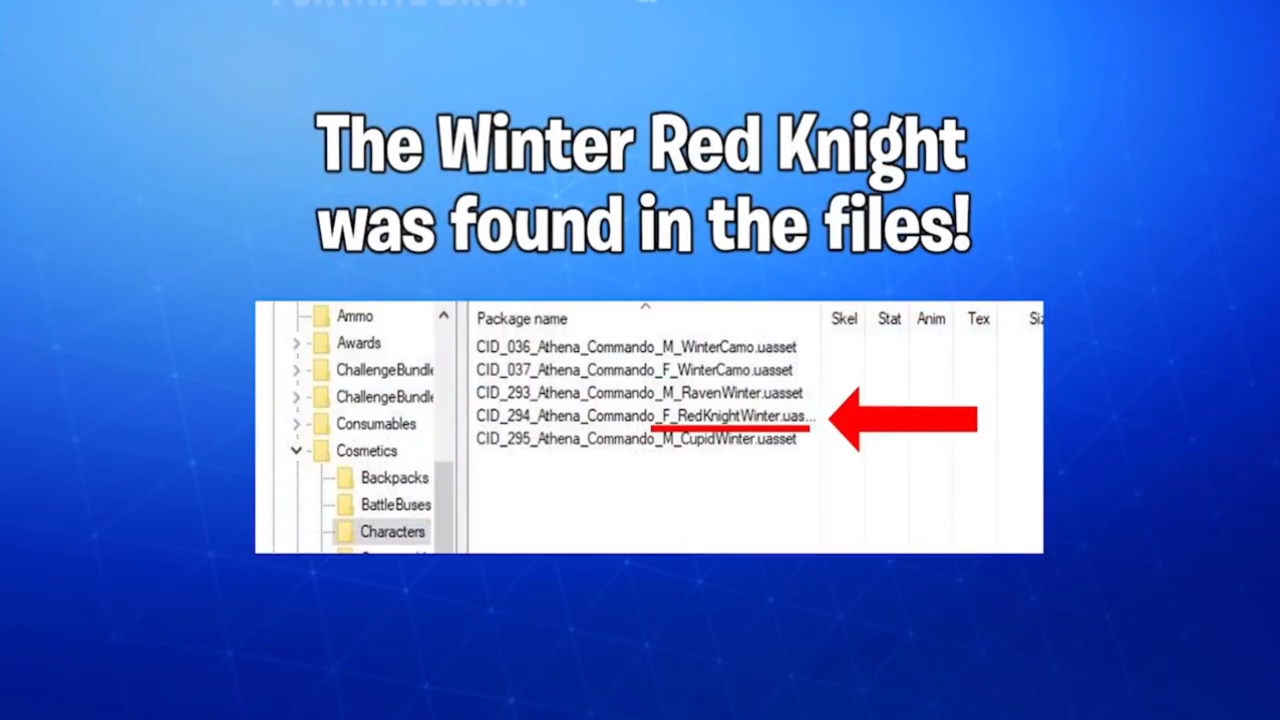 The Winter Red Knight
was found in the files!
Ammo
Awards
ChallengeBundle
ChallengeBundle
Consumables
Cosmetics
Backpacks
BattleBuses
Characters
Package name Skel Stat Anim Tex Siz
CID_036_Athena_Commando_M_WinterCamo.uasset
CID_037_Athena_Commando_F_WinterCamo.uasset
CID_293_Athena_Commando_M_RavenWinter.uasset
CID_294_Athena_Commando_F_RedKnightWinter.uas...
CID_295_Athena_Commando_M_CupidWinter.uasset